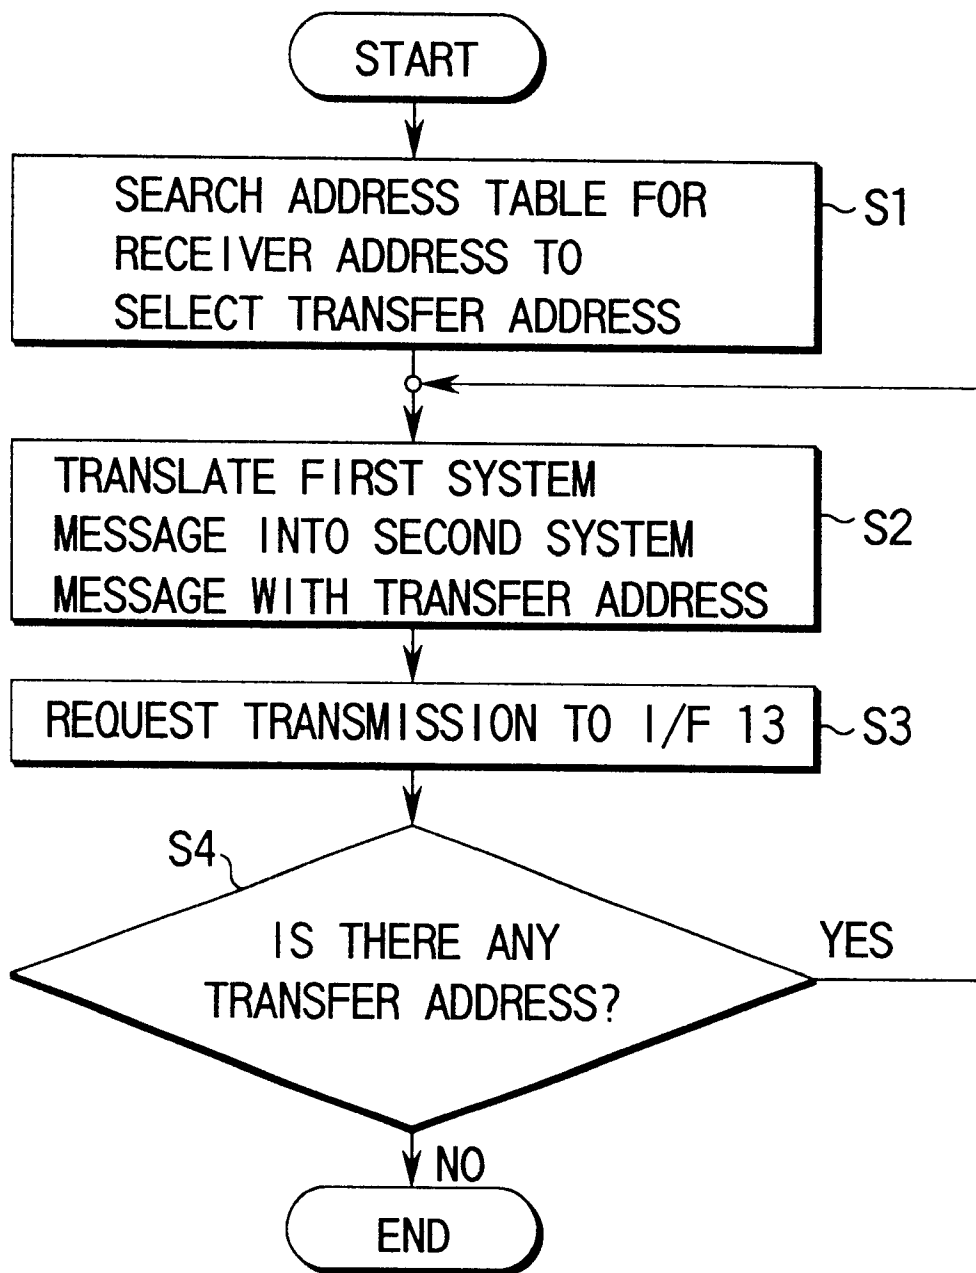 START
SEARCH ADDRESS TABLE FOR
RECEIVER ADDRESS TO
SELECT TRANSFER ADDRESS
S1
TRANSLATE FIRST SYSTEM
MESSAGE INTO SECOND SYSTEM
MESSAGE WITH TRANSFER ADDRESS
S2
REQUEST TRANSMISSION TO I/F 13
S3
S4
IS THERE ANY
TRANSFER ADDRESS?
YES
NO
END